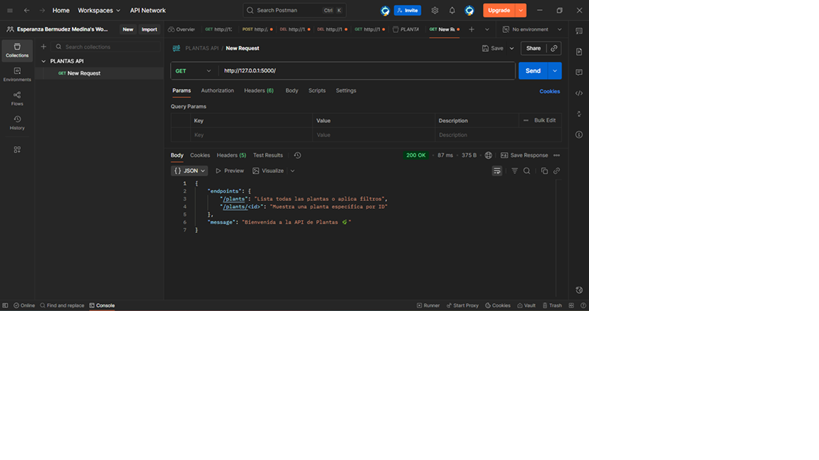 Home Workspaces API Network Search Postman Ctrl K Invite Upgrade
Esperanza Bermudez Medina's Wo... New Import Overview GET http://1: POST http://. DEL http://1 DEL http://1 GET http://1 PLANTA GET New Re No environment
Collections
Environments
Flows
History
Search collections
PLANTAS API
GET New Request
PLANTAS API / New Request Save Share
GET http://127.0.0.1:5000/ Send
Params Authorization Headers (6) Body Scripts Settings Cookies
Query Params
Key Value Description Bulk Edit
Key Value Description
Body Cookies Headers (5) Test Results 200 OK 87 ms 375 B Save Response
{ } JSON Preview Visualize
1 {
2 "endpoints": {
3 "/plants": "Lista todas las plantas o aplica filtros",
4 "/plants/<id>": "Muestra una planta específica por ID"
5 },
6 "message": "Bienvenida a la API de Plantas 🌿"
7 }
Online Find and replace Console Runner Start Proxy Cookies Vault Trash